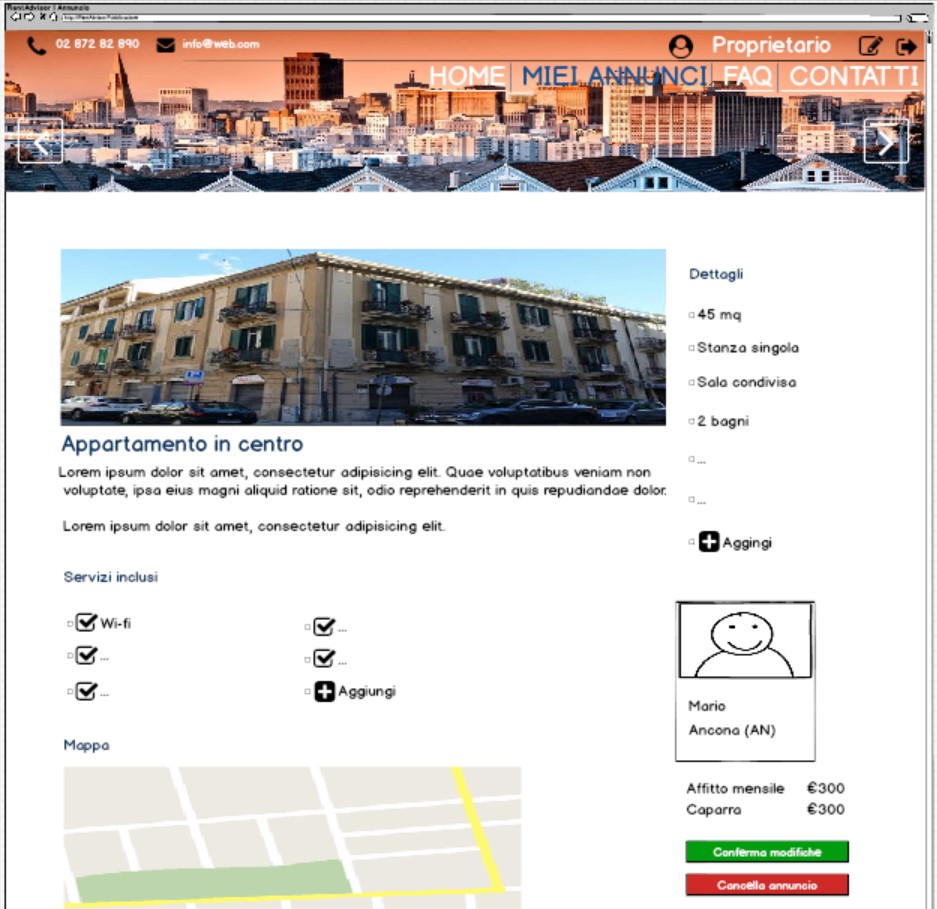 RentAdvisor | Annuncio
02 872 82 890 info@web.com Proprietario
HOME MIEI ANNUNCI FAQ CONTATTI
Appartamento in centro
Lorem ipsum dolor sit amet, consectetur adipisicing elit. Quae voluptatibus veniam non
voluptate, ipsa eius magni aliquid ratione sit, odio reprehenderit in quis repudiandae dolor.
Lorem ipsum dolor sit amet, consectetur adipisicing elit.
Servizi inclusi
Wi-fi
...
...
...
...
Aggiungi
Mappa
Dettagli
45 mq
Stanza singola
Sala condivisa
2 bagni
...
...
Aggingi
Mario
Ancona (AN)
Affitto mensile €300
Caparra €300
Conferma modifiche
Cancella annuncio